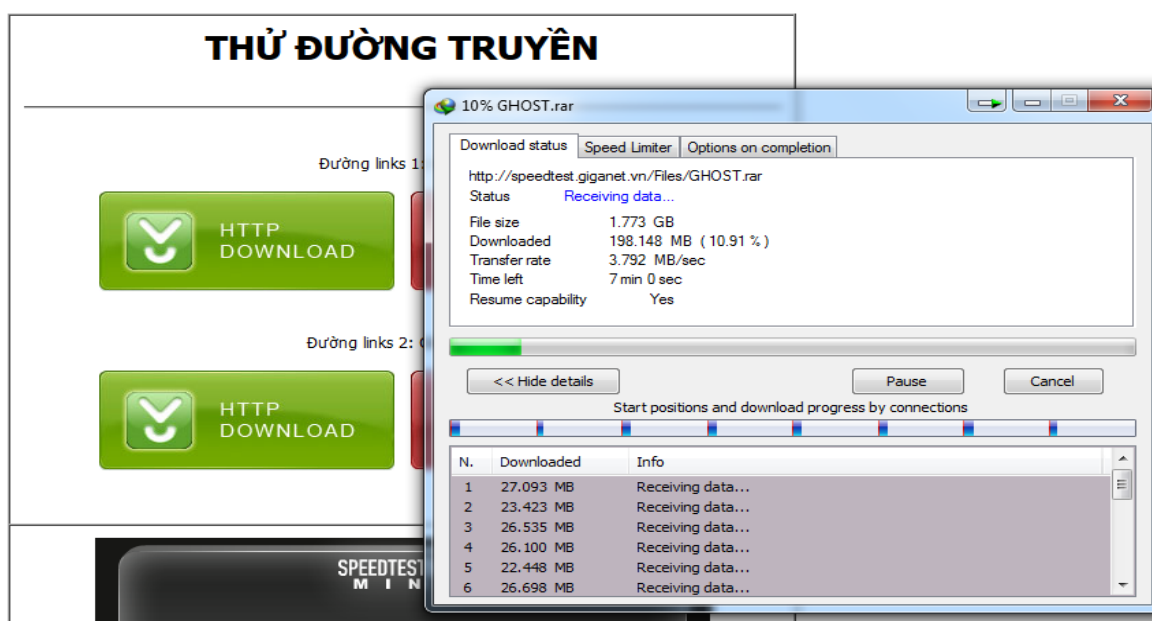 THỬ ĐƯỜNG TRUYỀN
Đường links 1:
HTTP
DOWNLOAD
Đường links 2:
HTTP
DOWNLOAD
SPEEDTEST
M I N
10% GHOST.rar
Download status
Speed Limiter
Options on completion
http://speedtest.giganet.vn/Files/GHOST.rar
Status Receiving data...
File size 1.773 GB
Downloaded 198.148 MB ( 10.91 % )
Transfer rate 3.792 MB/sec
Time left 7 min 0 sec
Resume capability Yes
<< Hide details
Pause
Cancel
Start positions and download progress by connections
N. Downloaded Info
1 27.093 MB Receiving data...
2 23.423 MB Receiving data...
3 26.535 MB Receiving data...
4 26.100 MB Receiving data...
5 22.448 MB Receiving data...
6 26.698 MB Receiving data...